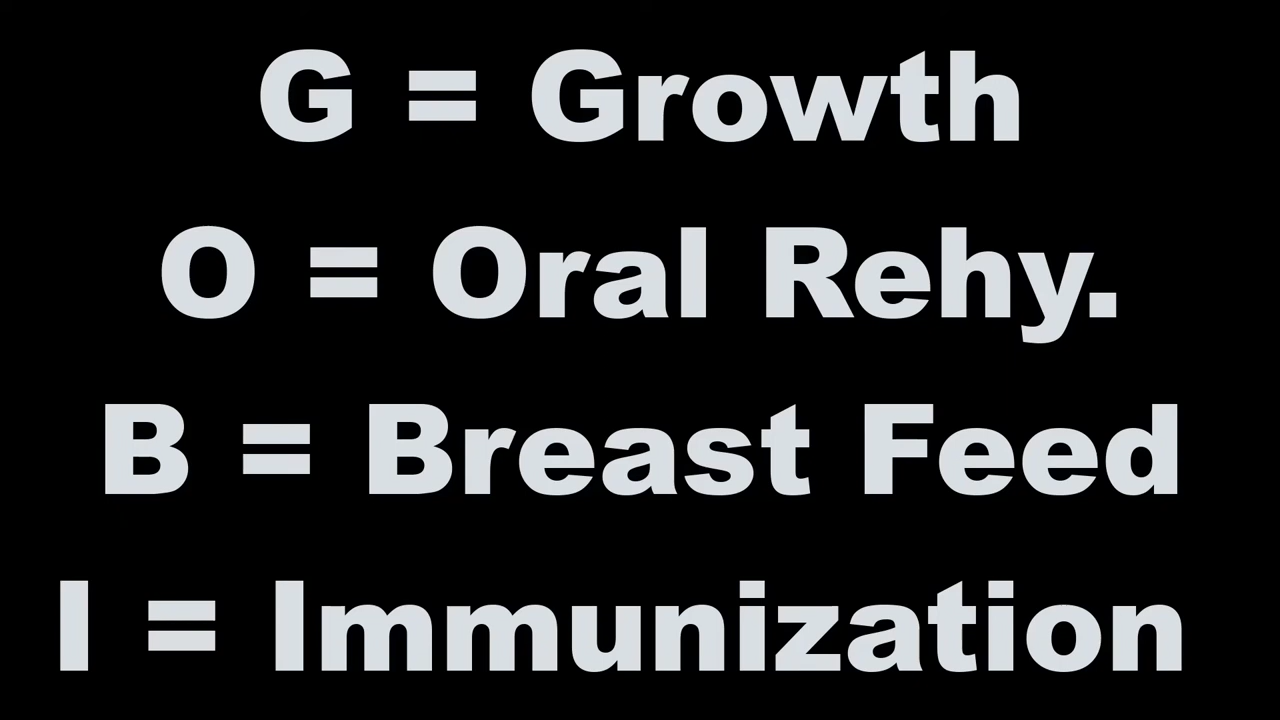 G = Growth
O = Oral Rehy.
B = Breast Feed
I = Immunization